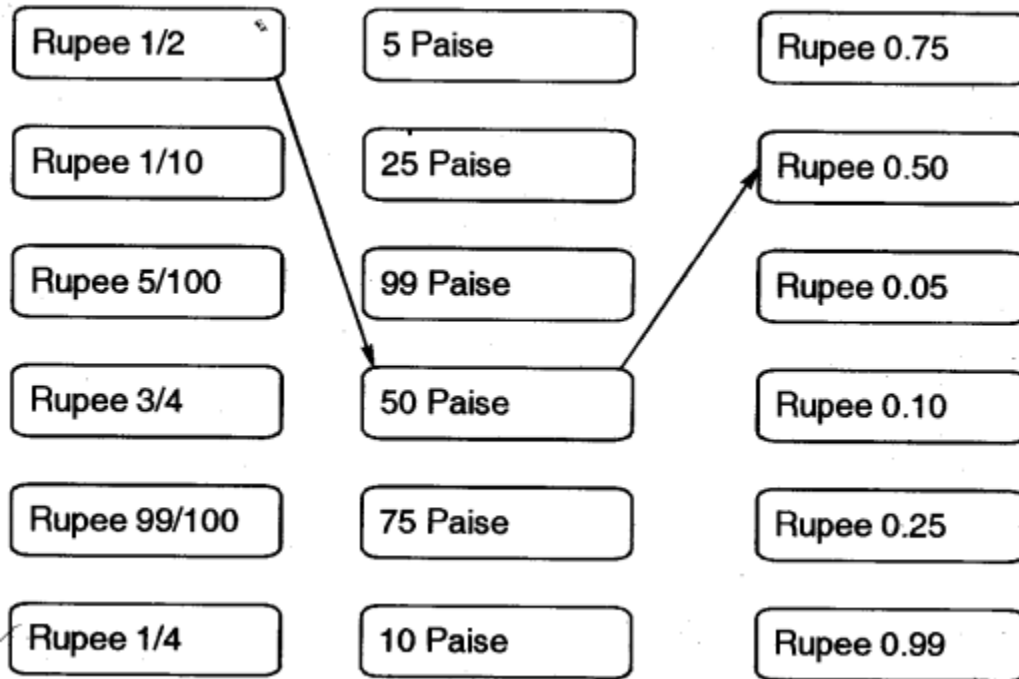 Rupee 1/2 5 Paise Rupee 0.75
Rupee 1/10 25 Paise Rupee 0.50
Rupee 5/100 99 Paise Rupee 0.05
Rupee 3/4 50 Paise Rupee 0.10
Rupee 99/100 75 Paise Rupee 0.25
Rupee 1/4 10 Paise Rupee 0.99